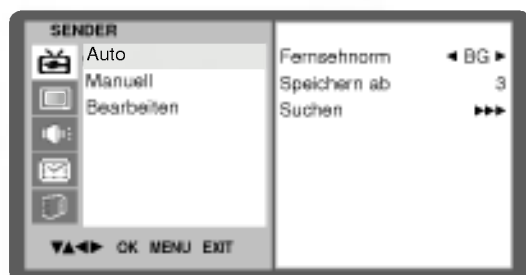 SENDER
Auto
Manuell
Bearbeiten
Fernsehnorm ◄ BG ►
Speichern ab 3
Suchen ►►►
▼▲◄► OK MENU EXIT